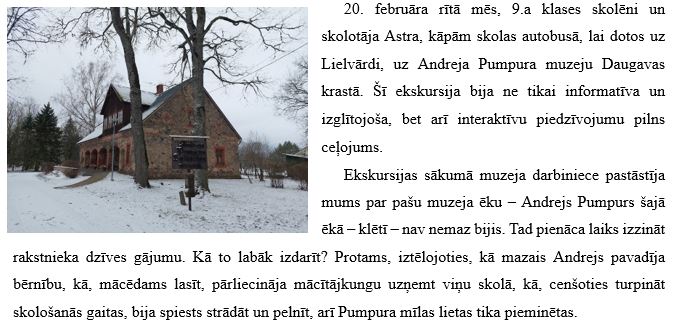 20. februāra rītā mēs, 9.a klases skolēni un
skolotāja Astra, kāpām skolas autobusā, lai dotos uz
Lielvārdi, uz Andreja Pumpura muzeju Daugavas
krastā. Šī ekskursija bija ne tikai informatīva un
izglītojoša, bet arī interaktīvu piedzīvojumu pilns
ceļojums.
Ekskursijas sākumā muzeja darbiniece pastāstīja
mums par pašu muzeja ēku – Andrejs Pumpurs šajā
ēkā – klētī – nav nemaz bijis. Tad pienāca laiks izzināt
rakstnieka dzīves gājumu. Kā to labāk izdarīt? Protams, iztēlojoties, kā mazais Andrejs pavadīja
bērnību, kā, mācēdams lasīt, pārliecināja mācītājkungu uzņemt viņu skolā, kā, cenšoties turpināt
skološanās gaitas, bija spiests strādāt un pelnīt, arī Pumpura mīlas lietas tika pieminētas.